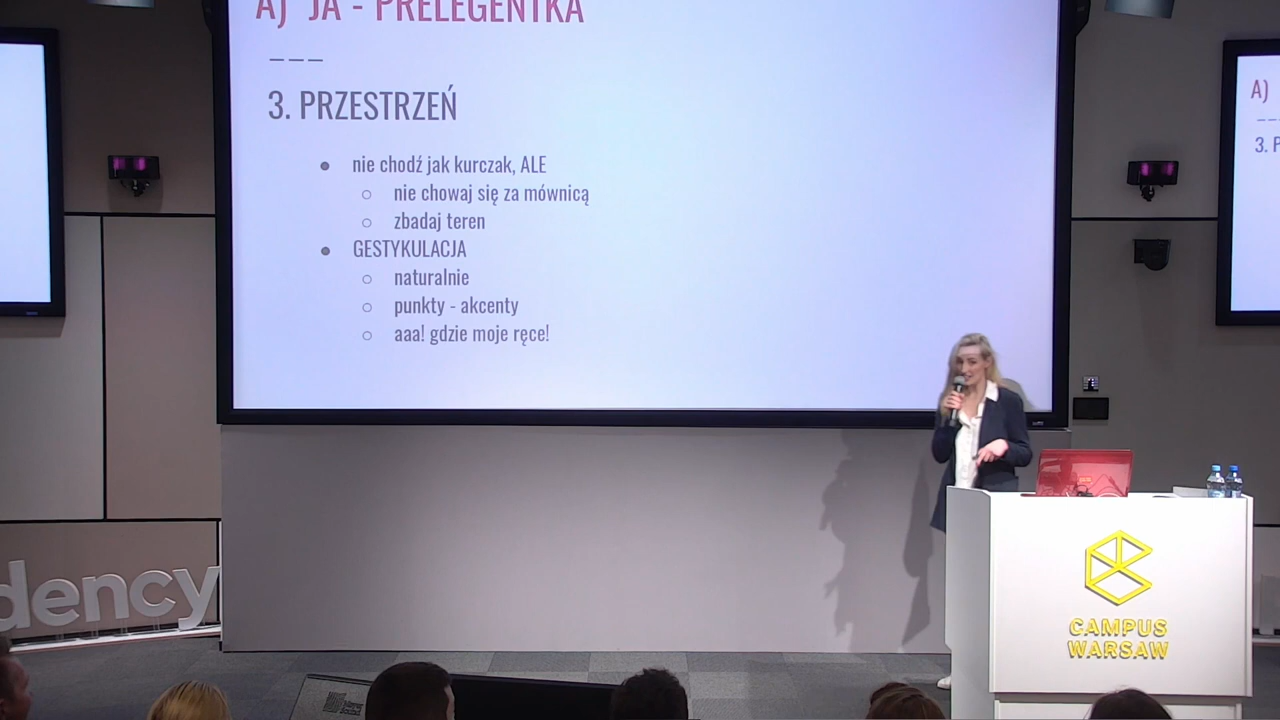 A) JA - PRELEGENTKA
___
3. PRZESTRZEŃ
nie chodź jak kurczak, ALE
nie chowaj się za mównicą
zbadaj teren
GESTYKULACJA
naturalnie
punkty - akcenty
aaa! gdzie moje ręce!
A)
3. P
dency
CAMPUS
WARSAW